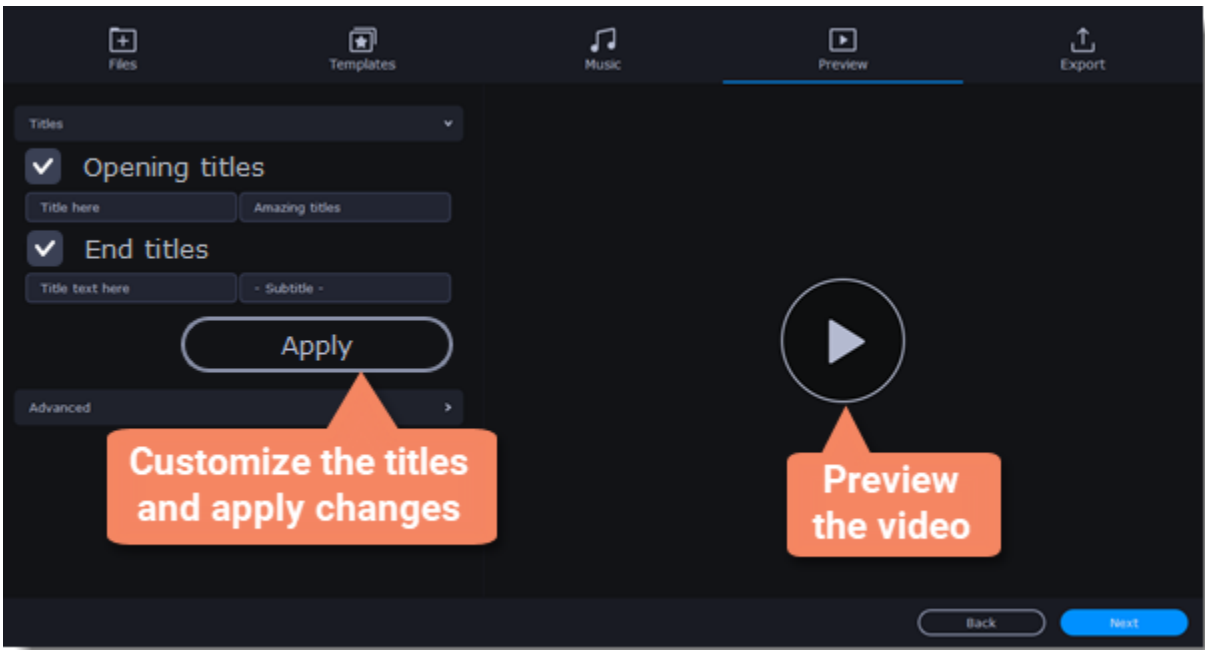 Files
Templates
Music
Preview
Export
Titles
Opening titles
Title here
Amazing titles
End titles
Title text here
- Subtitle -
Apply
Advanced
Customize the titles
and apply changes
Preview
the video
Back
Next